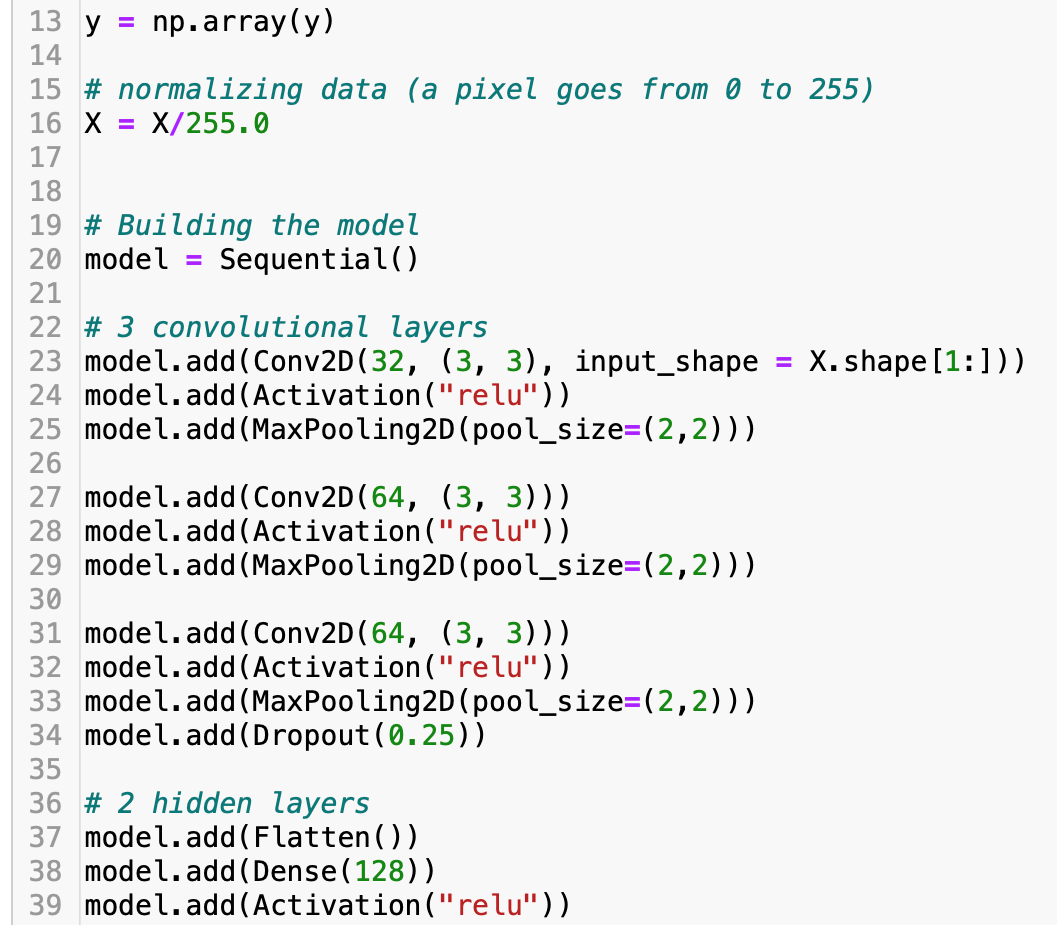 13 y = np.array(y)
14
15 # normalizing data (a pixel goes from 0 to 255)
16 X = X/255.0
17
18
19 # Building the model
20 model = Sequential()
21
22 # 3 convolutional layers
23 model.add(Conv2D(32, (3, 3), input_shape = X.shape[1:]))
24 model.add(Activation("relu"))
25 model.add(MaxPooling2D(pool_size=(2,2)))
26
27 model.add(Conv2D(64, (3, 3)))
28 model.add(Activation("relu"))
29 model.add(MaxPooling2D(pool_size=(2,2)))
30
31 model.add(Conv2D(64, (3, 3)))
32 model.add(Activation("relu"))
33 model.add(MaxPooling2D(pool_size=(2,2)))
34 model.add(Dropout(0.25))
35
36 # 2 hidden layers
37 model.add(Flatten())
38 model.add(Dense(128))
39 model.add(Activation("relu"))